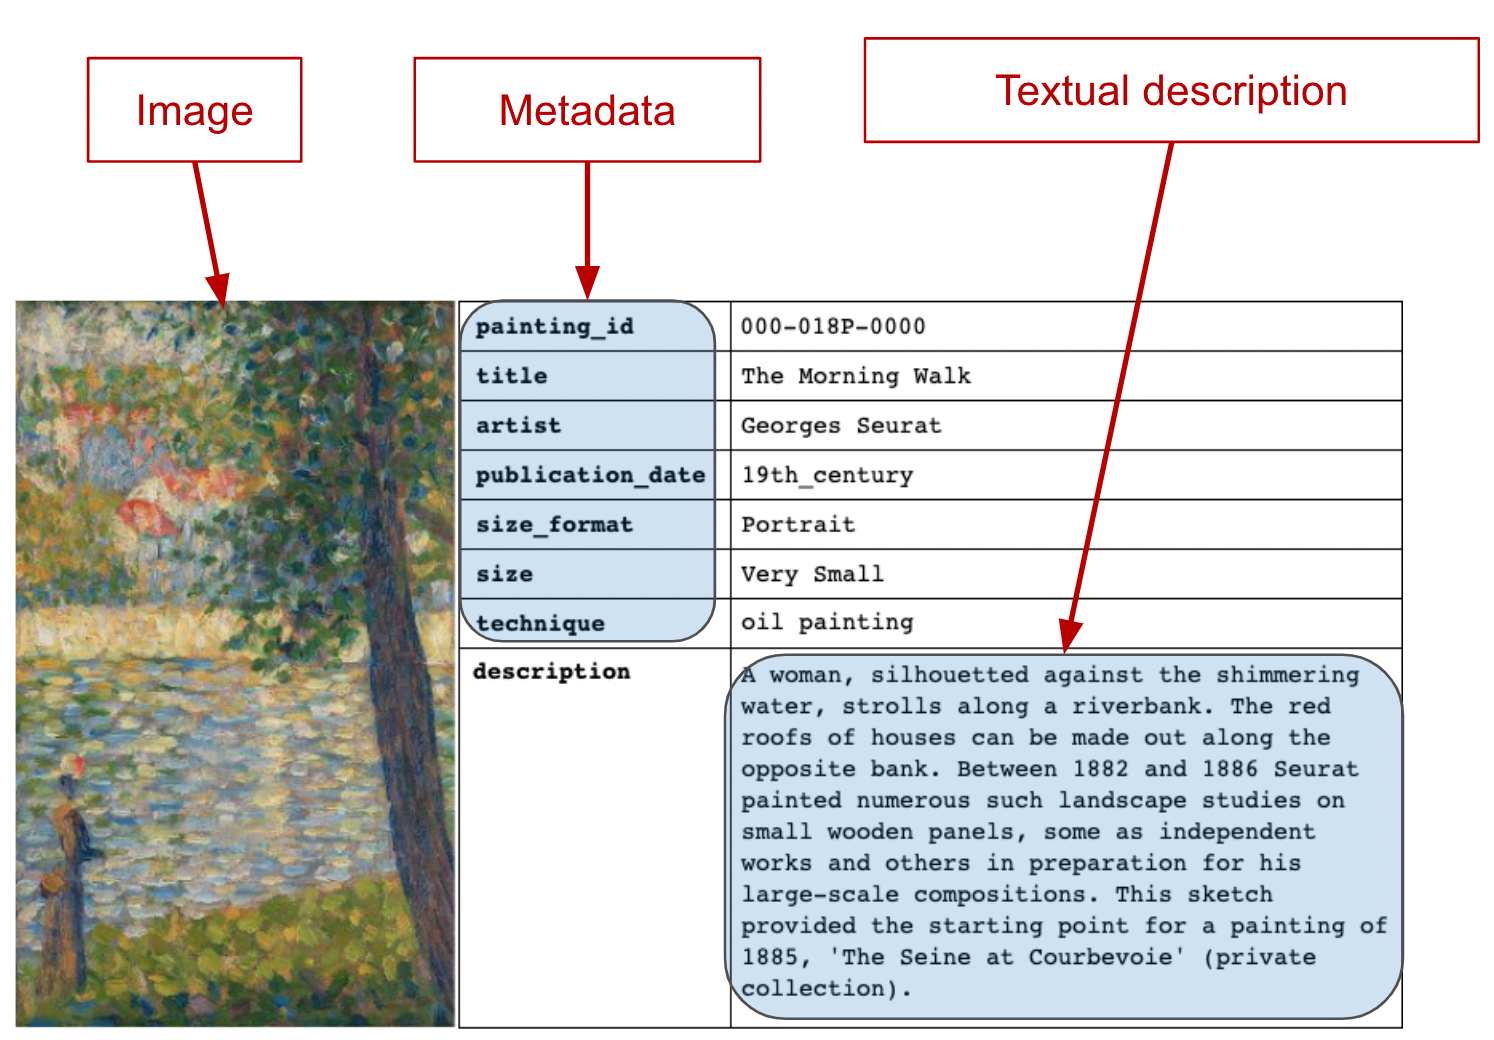 Image
Metadata
Textual description
painting_id 000-018P-0000
title The Morning Walk
artist Georges Seurat
publication_date 19th_century
size_format Portrait
size Very Small
technique oil painting
description A woman, silhouetted against the shimmering
water, strolls along a riverbank. The red
roofs of houses can be made out along the
opposite bank. Between 1882 and 1886 Seurat
painted numerous such landscape studies on
small wooden panels, some as independent
works and others in preparation for his
large-scale compositions. This sketch
provided the starting point for a painting of
1885, 'The Seine at Courbevoie' (private
collection).